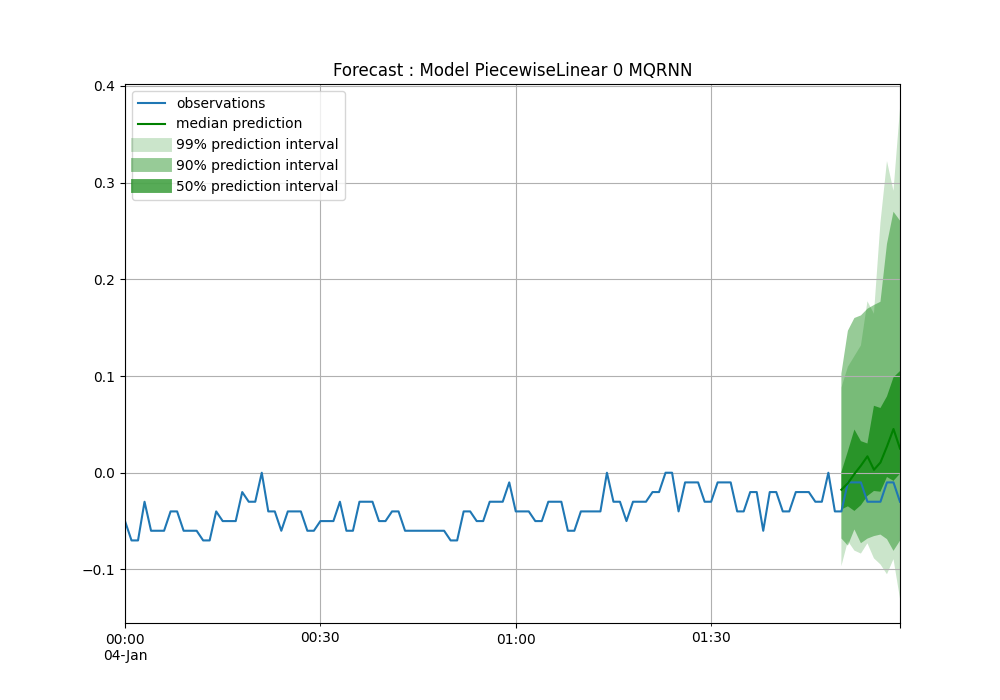 Forecast : Model PiecewiseLinear 0 MQRNN
observations
median prediction
99% prediction interval
90% prediction interval
50% prediction interval
0.4
0.3
0.2
0.1
0.0
−0.1
00:00
04-Jan
00:30
01:00
01:30